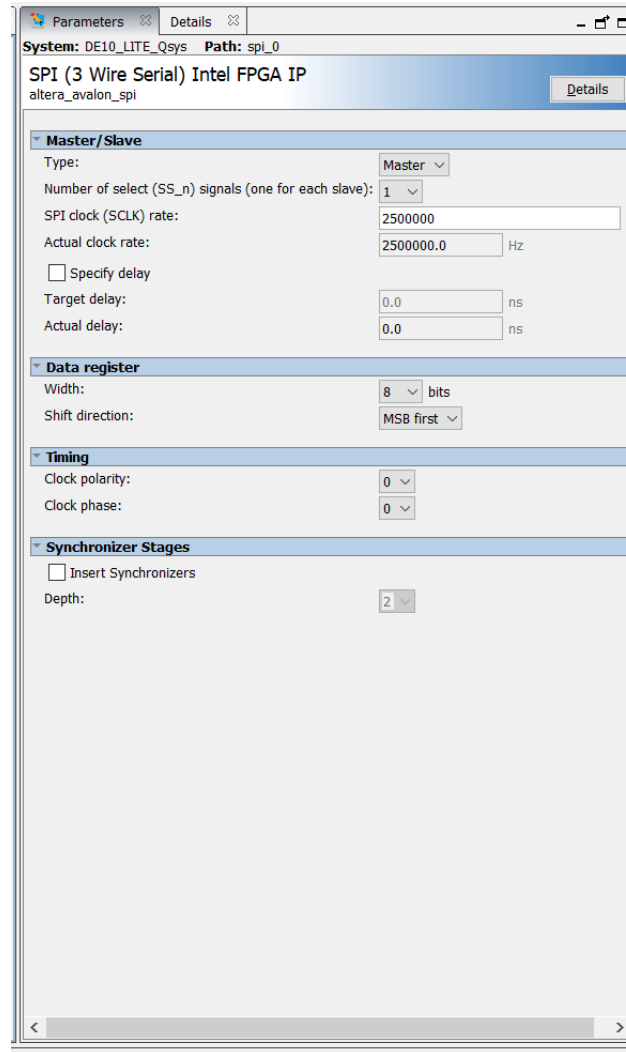 Parameters Details
System: DE10_LITE_Qsys Path: spi_0
SPI (3 Wire Serial) Intel FPGA IP
altera_avalon_spi
Details
Master/Slave
Type: Master
Number of select (SS_n) signals (one for each slave): 1
SPI clock (SCLK) rate: 2500000
Actual clock rate: 2500000.0 Hz
Specify delay
Target delay: 0.0 ns
Actual delay: 0.0 ns
Data register
Width: 8 bits
Shift direction: MSB first
Timing
Clock polarity: 0
Clock phase: 0
Synchronizer Stages
Insert Synchronizers
Depth: 2